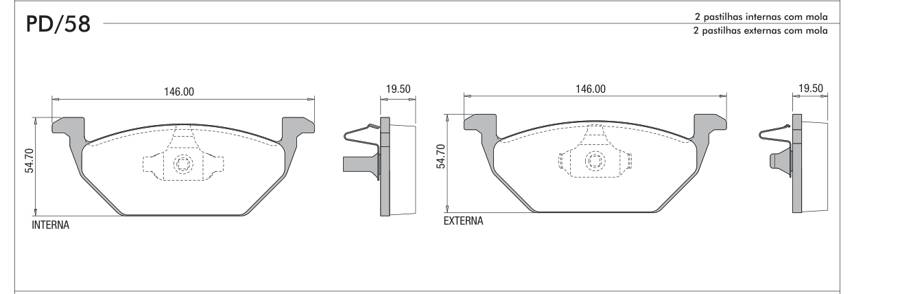 PD/58
2 pastilhas internas com mola
2 pastilhas externas com mola
146.00
19.50
54.70
INTERNA
146.00
19.50
54.70
EXTERNA